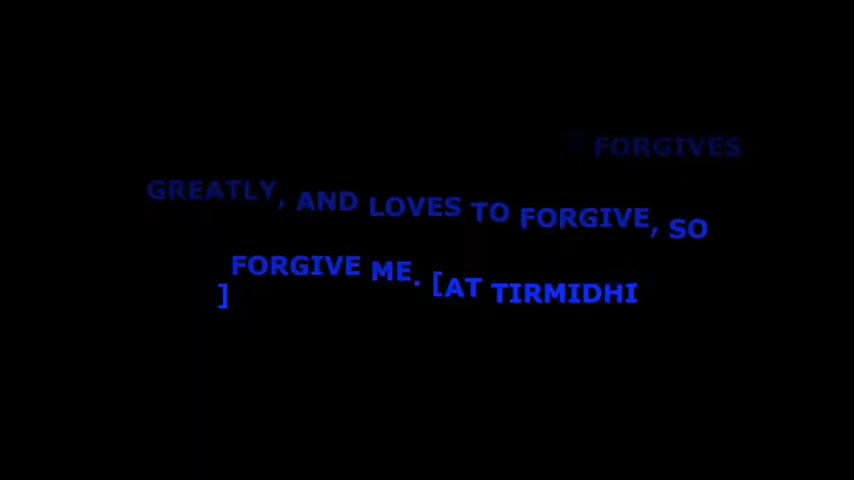 FORGIVES
GREATLY, AND LOVES TO FORGIVE, SO
FORGIVE ME. [AT TIRMIDHI
]